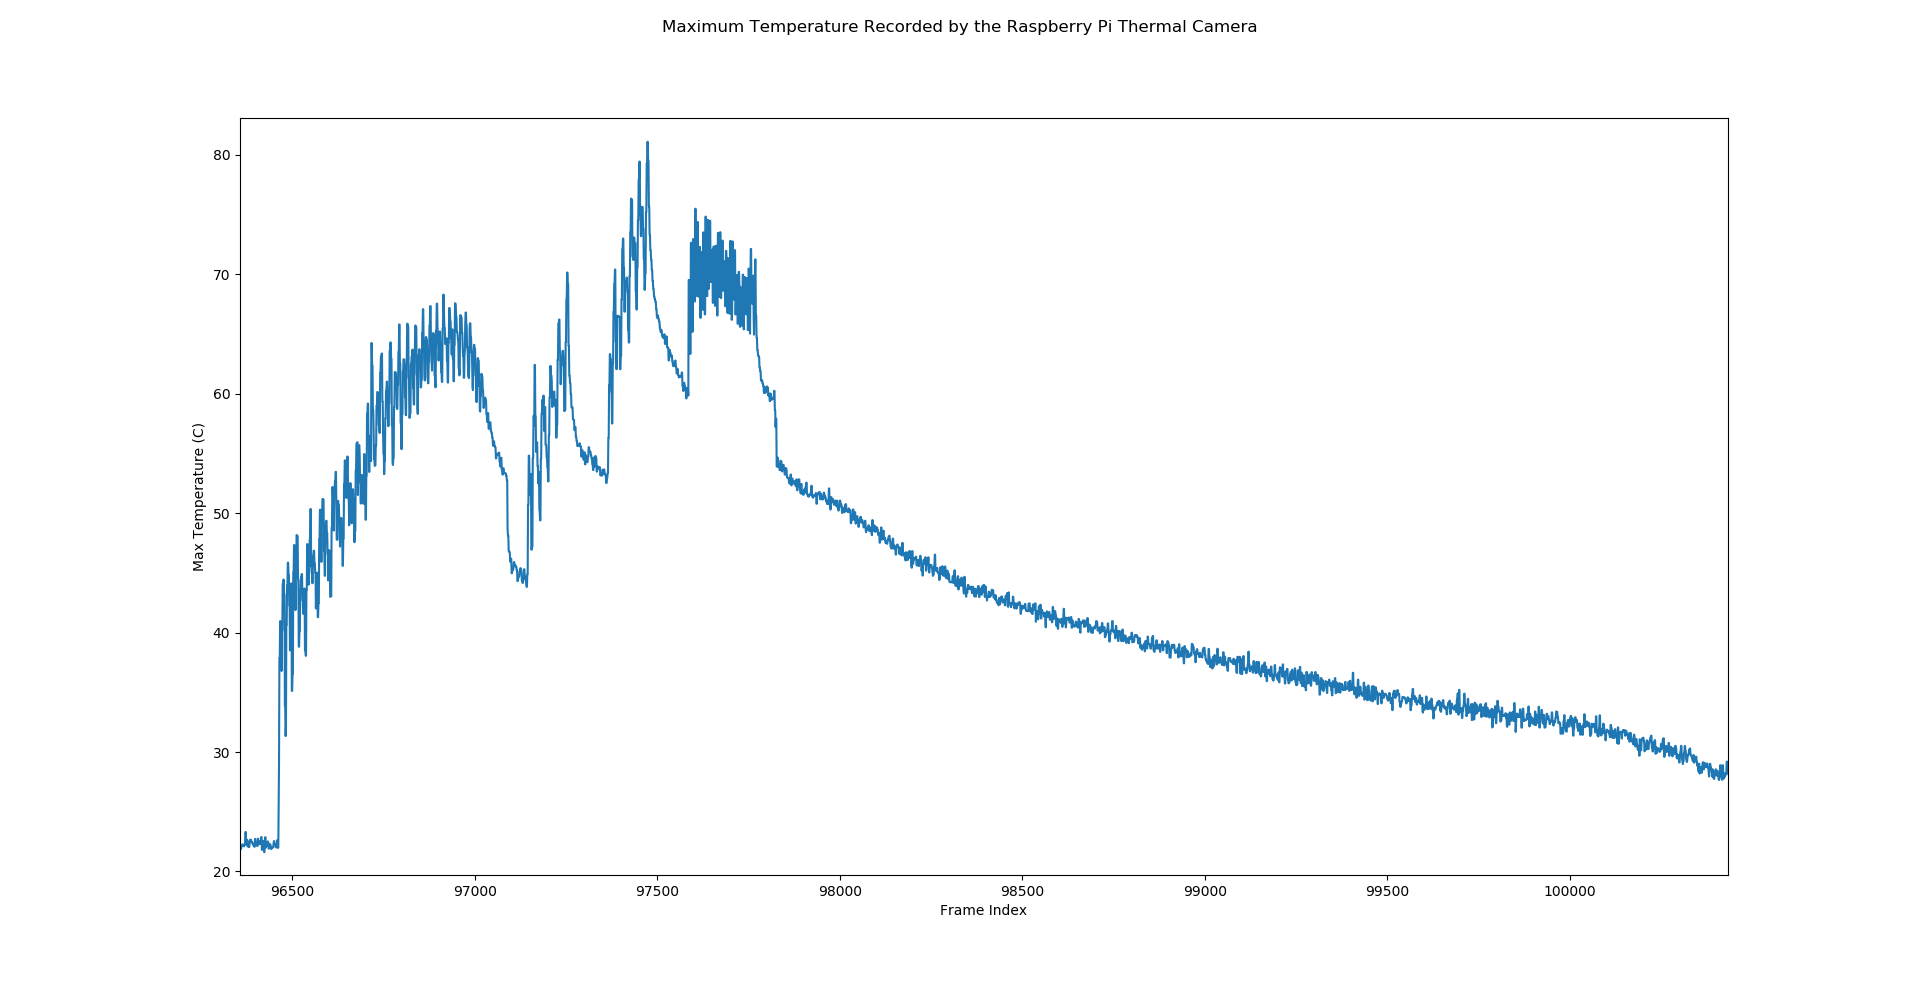 Maximum Temperature Recorded by the Raspberry Pi Thermal Camera
80
70
60
50
40
30
20
Max Temperature (C)
96500 97000 97500 98000 98500 99000 99500 100000
Frame Index